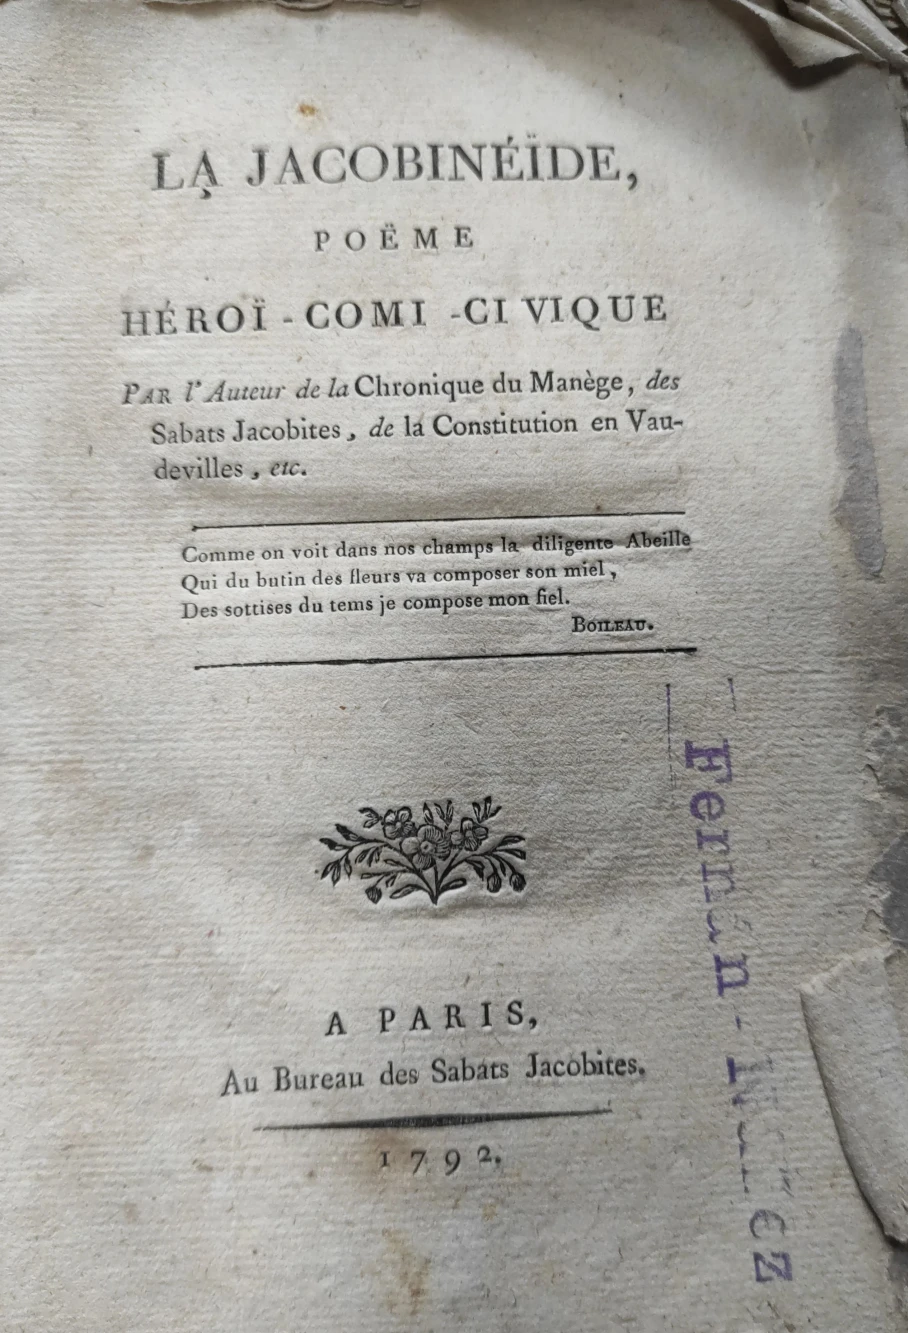 LA JACOBINÉÏDE,
POËME
HÉROÏ-COMI-CIVIQUE
PAR l'Auteur de la Chronique du Manège, des
Sabats Jacobites, de la Constitution en Vau-
devilles, etc.
Comme on voit dans nos champs la diligente Abeille
Qui du butin des fleurs va composer son miel,
Des sottises du tems je compose mon fiel.
BOILEAU.
A PARIS,
Au Bureau des Sabats Jacobites.
1792.